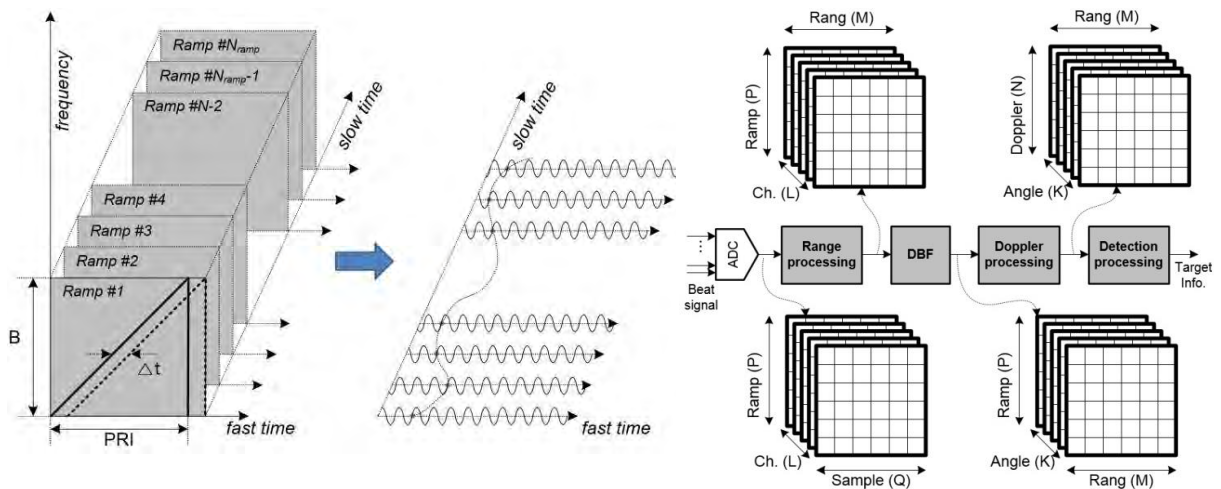 frequency
Ramp #N_ramp
Ramp #N_ramp-1
Ramp #N-2
slow time
Ramp #4
Ramp #3
Ramp #2
Ramp #1
B
△t
PRI
fast time
slow time
fast time
Rang (M)
Ramp (P)
Ch. (L)
Rang (M)
Doppler (N)
Angle (K)
Beat
signal
ADC
Range
processing
DBF
Doppler
processing
Detection
processing
Target
Info.
Ramp (P)
Ch. (L)
Sample (Q)
Ramp (P)
Angle (K)
Rang (M)